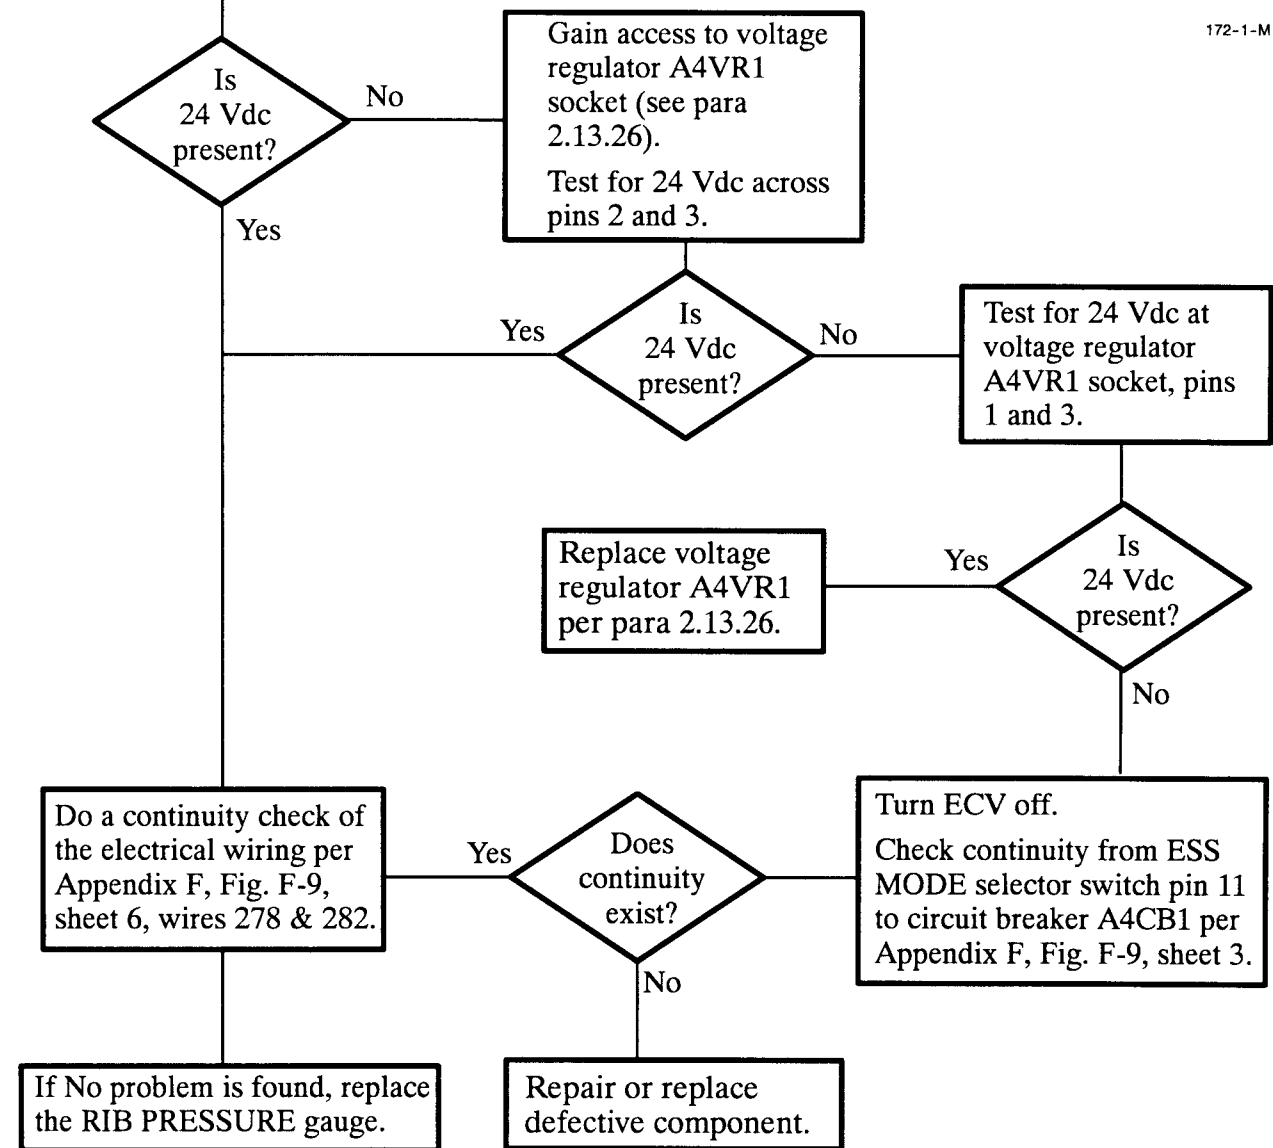 172-1-M
Is
24 Vdc
present?
No
Yes
Gain access to voltage
regulator A4VR1
socket (see para
2.13.26).
Test for 24 Vdc across
pins 2 and 3.
Is
24 Vdc
present?
Yes
No
Test for 24 Vdc at
voltage regulator
A4VR1 socket, pins
1 and 3.
Is
24 Vdc
present?
Yes
No
Replace voltage
regulator A4VR1
per para 2.13.26.
Turn ECV off.
Check continuity from ESS
MODE selector switch pin 11
to circuit breaker A4CB1 per
Appendix F, Fig. F-9, sheet 3.
Does
continuity
exist?
Yes
No
Do a continuity check of
the electrical wiring per
Appendix F, Fig. F-9,
sheet 6, wires 278 & 282.
If No problem is found, replace
the RIB PRESSURE gauge.
Repair or replace
defective component.